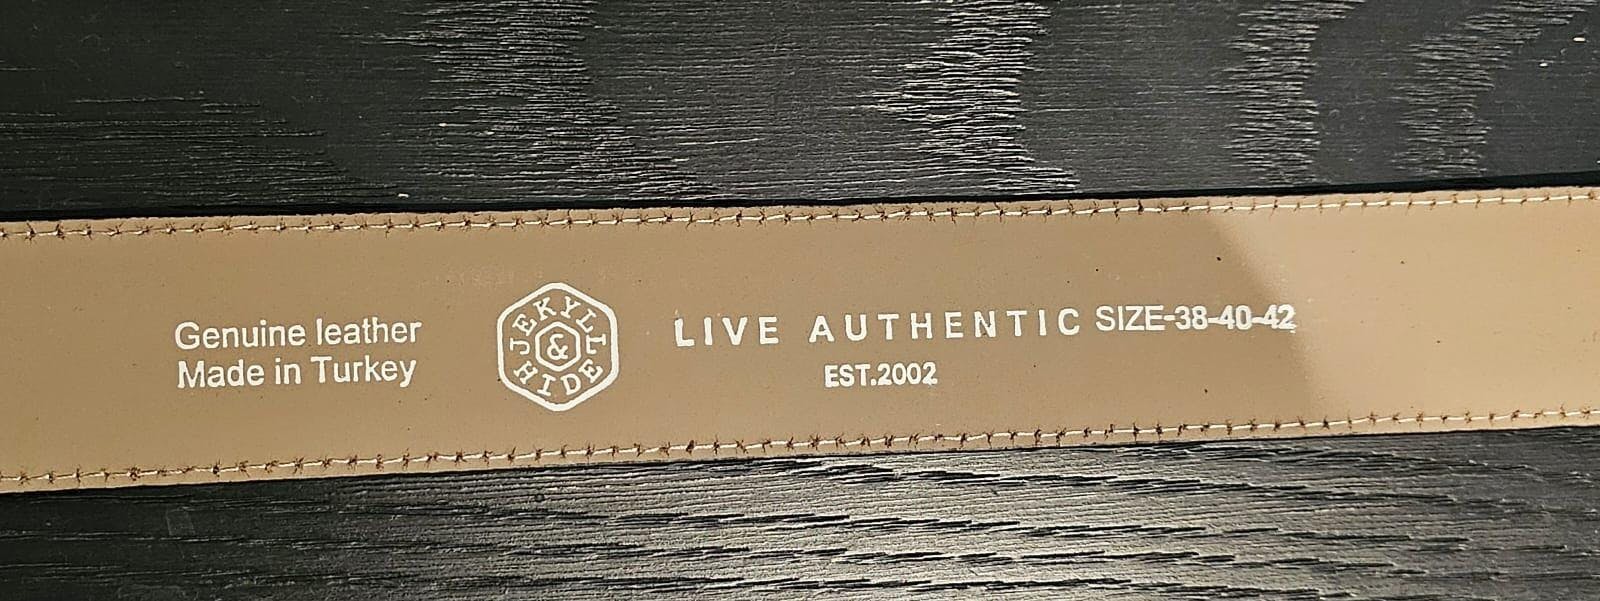 Genuine leather
Made in Turkey
JEKYLL
&
HIDE
LIVE AUTHENTIC SIZE-38-40-42
EST.2002